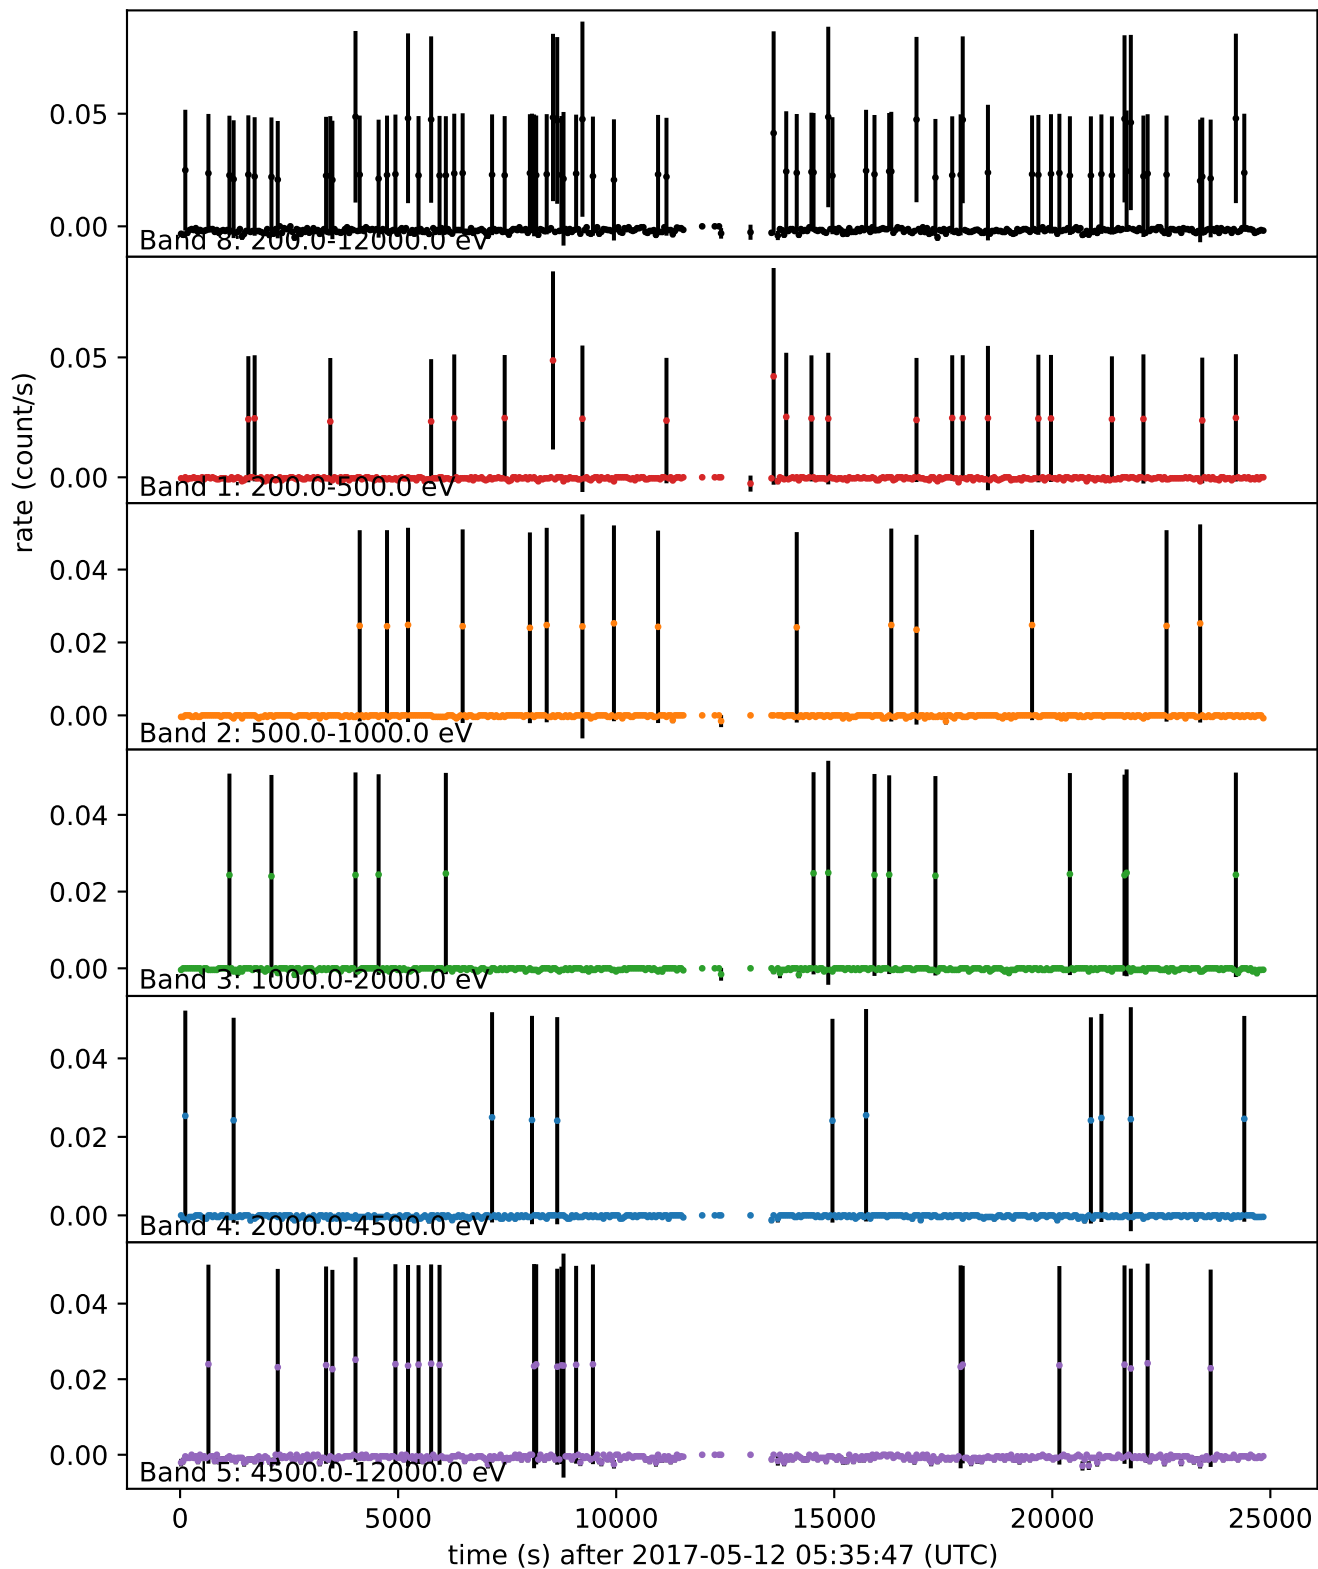 0.05
0.00
Band 8: 200.0-12000.0 eV
0.05
0.00
Band 1: 200.0-500.0 eV
rate (count/s)
0.04
0.02
0.00
Band 2: 500.0-1000.0 eV
0.04
0.02
0.00
Band 3: 1000.0-2000.0 eV
0.04
0.02
0.00
Band 4: 2000.0-4500.0 eV
0.04
0.02
0.00
Band 5: 4500.0-12000.0 eV
0 5000 10000 15000 20000 25000
time (s) after 2017-05-12 05:35:47 (UTC)